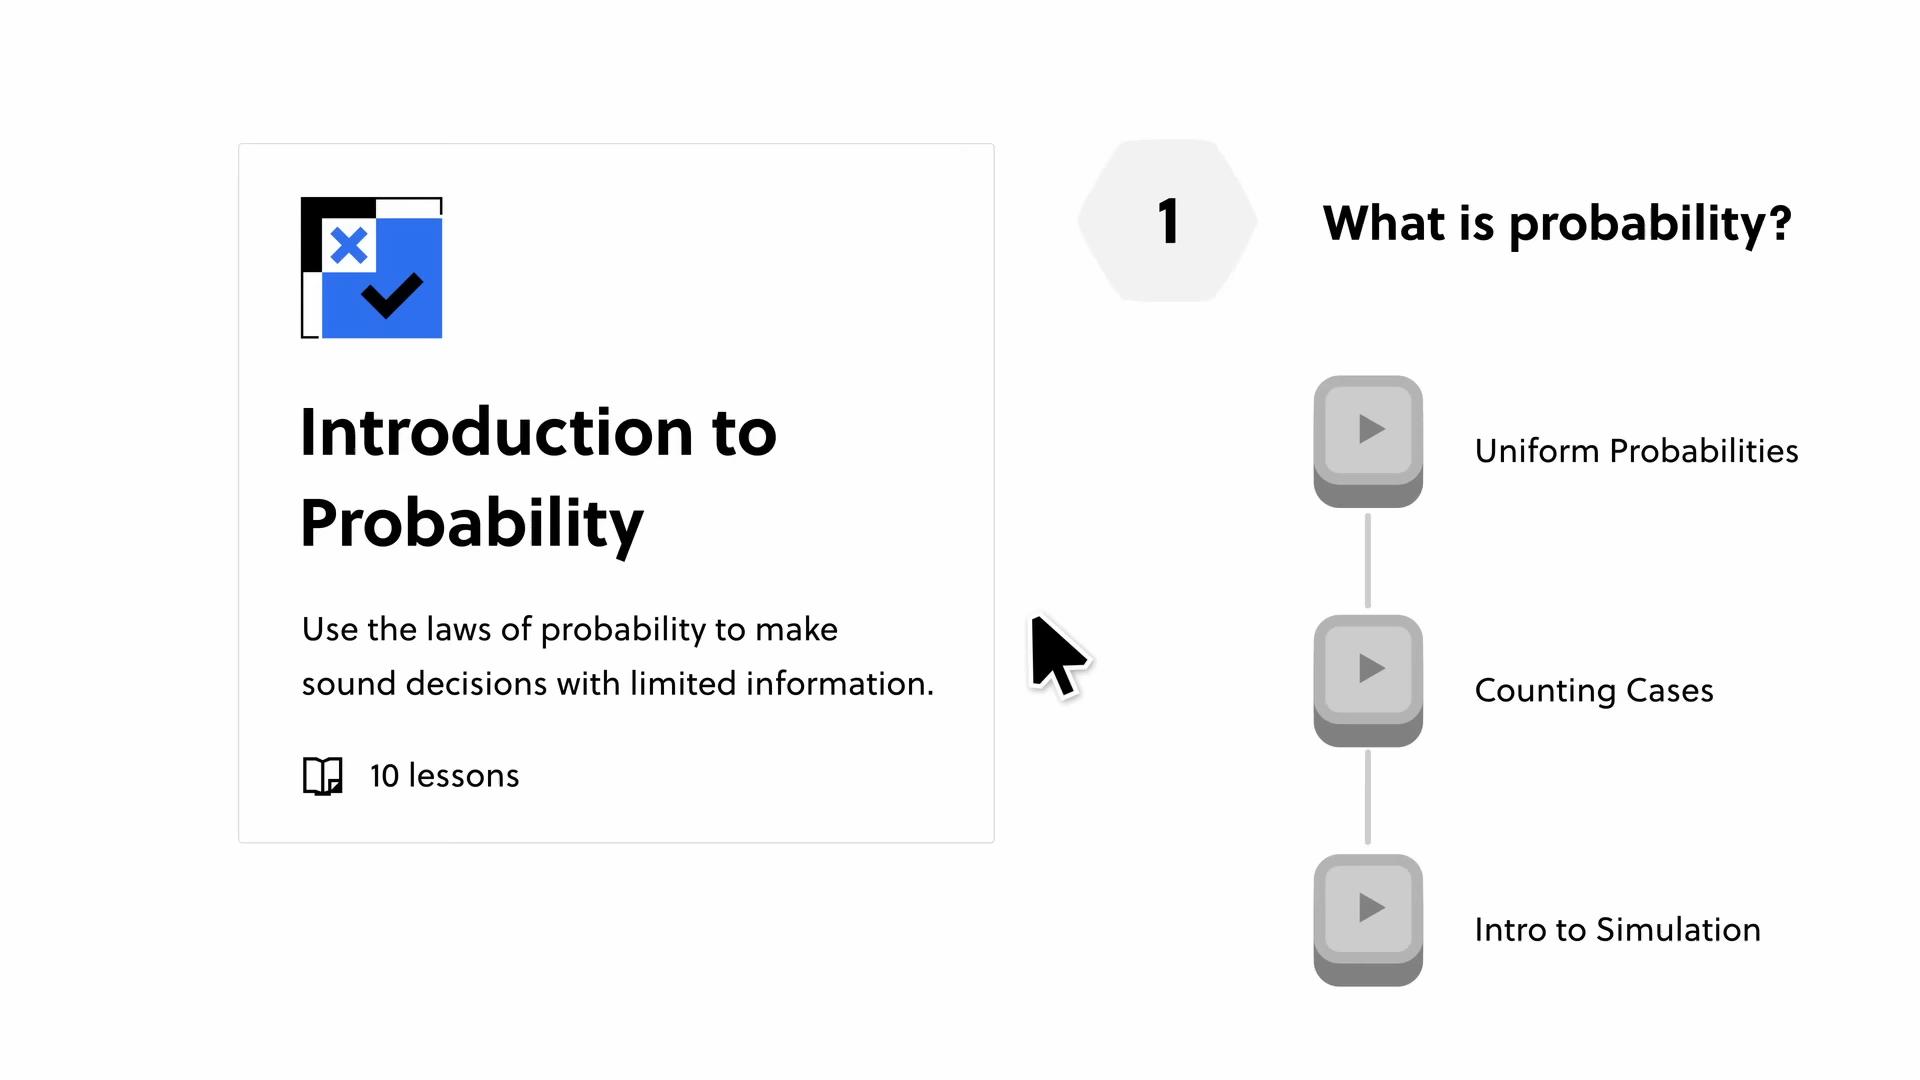 Introduction to
Probability
Use the laws of probability to make
sound decisions with limited information.
10 lessons
1
What is probability?
Uniform Probabilities
Counting Cases
Intro to Simulation